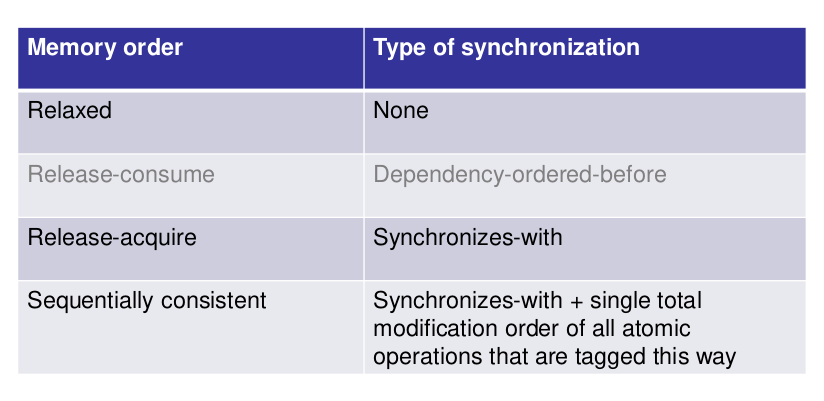 Memory order Type of synchronization
Relaxed None
Release-consume Dependency-ordered-before
Release-acquire Synchronizes-with
Sequentially consistent Synchronizes-with + single total
modification order of all atomic
operations that are tagged this way